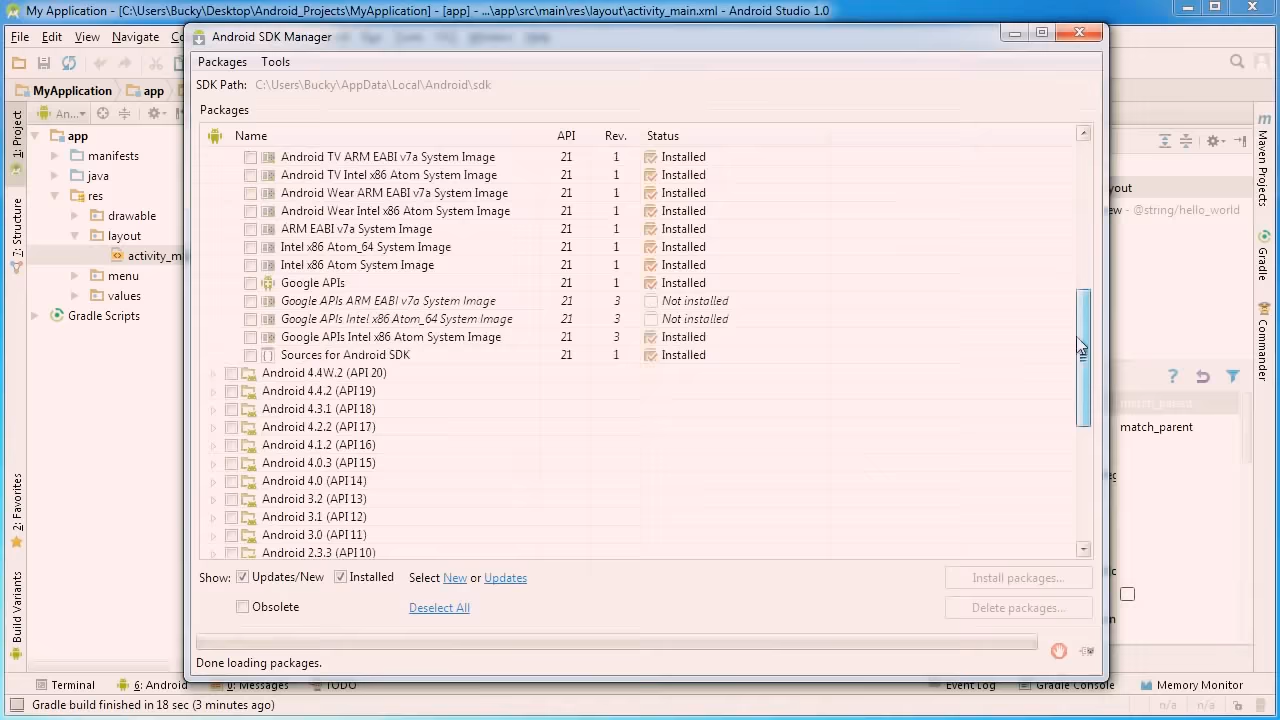 My Application - [C:\Users\Bucky\Desktop\Android_Projects\MyApplication] - [app] - ...\app\src\main\res\layout\activity_main.xml - Android Studio 1.0
File Edit View Navigate
Android SDK Manager
Packages Tools
SDK Path: C:\Users\Bucky\AppData\Local\Android\sdk
Packages
Name API Rev. Status
Android TV ARM EABI v7a System Image 21 1 Installed
Android TV Intel x86 Atom System Image 21 1 Installed
Android Wear ARM EABI v7a System Image 21 1 Installed
Android Wear Intel x86 Atom System Image 21 1 Installed
ARM EABI v7a System Image 21 1 Installed
Intel x86 Atom_64 System Image 21 1 Installed
Intel x86 Atom System Image 21 1 Installed
Google APIs 21 1 Installed
Google APIs ARM EABI v7a System Image 21 3 Not installed
Google APIs Intel x86 Atom_64 System Image 21 3 Not installed
Google APIs Intel x86 Atom System Image 21 3 Installed
Sources for Android SDK 21 1 Installed
Android 4.4W.2 (API 20)
Android 4.4.2 (API 19)
Android 4.3.1 (API 18)
Android 4.2.2 (API 17)
Android 4.1.2 (API 16)
Android 4.0.3 (API 15)
Android 4.0 (API 14)
Android 3.2 (API 13)
Android 3.1 (API 12)
Android 3.0 (API 11)
Android 2.3.3 (API 10)
Show: Updates/New Installed Select New or Updates
Install packages...
Obsolete Deselect All
Delete packages...
Done loading packages.
MyApplication app
An...
app
manifests
java
res
drawable
layout
activity_m
menu
values
Gradle Scripts
1: Project
7: Structure
2: Favorites
Build Variants
Maven Projects
Gradle
Commander
yout
ew - @string/hello_world
match_parent
match_parent
Terminal 6: Android 0: Messages TODO Event Log Gradle Console Memory Monitor
Gradle build finished in 18 sec (3 minutes ago) n/a n/a